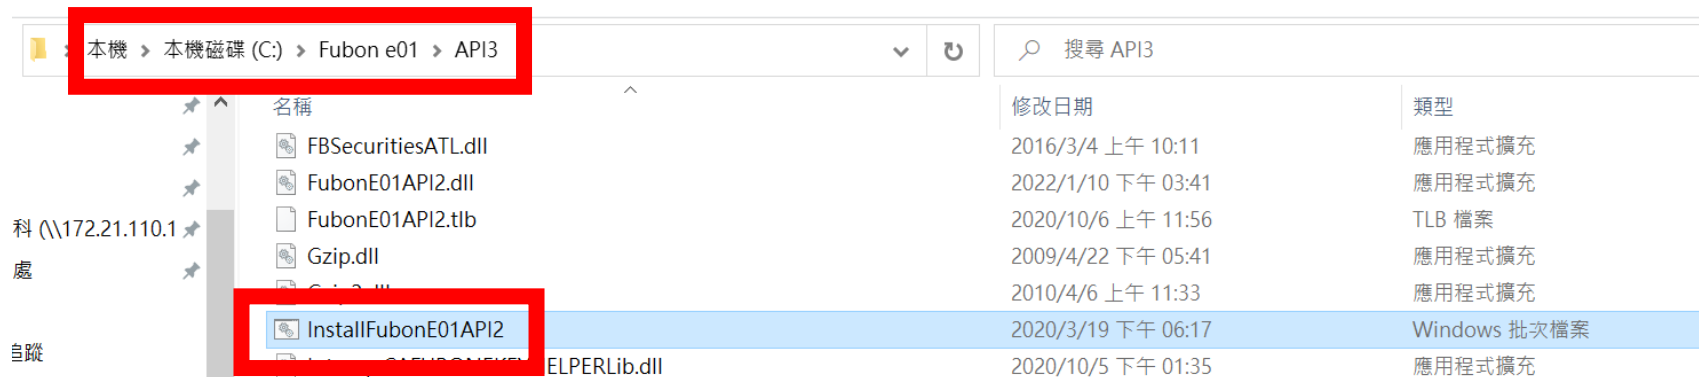 本機 > 本機磁碟 (C:) > Fubon e01 > API3 搜尋 API3
名稱 修改日期 類型
FBSecuritiesATL.dll 2016/3/4 上午 10:11 應用程式擴充
FubonE01API2.dll 2022/1/10 下午 03:41 應用程式擴充
FubonE01API2.tlb 2020/10/6 上午 11:56 TLB 檔案
科 (\\172.21.110.1
Gzip.dll 2009/4/22 下午 05:41 應用程式擴充
處
2010/4/6 上午 11:33 應用程式擴充
InstallFubonE01API2 2020/3/19 下午 06:17 Windows 批次檔案
追蹤
ELPERLib.dll 2020/10/5 下午 01:35 應用程式擴充